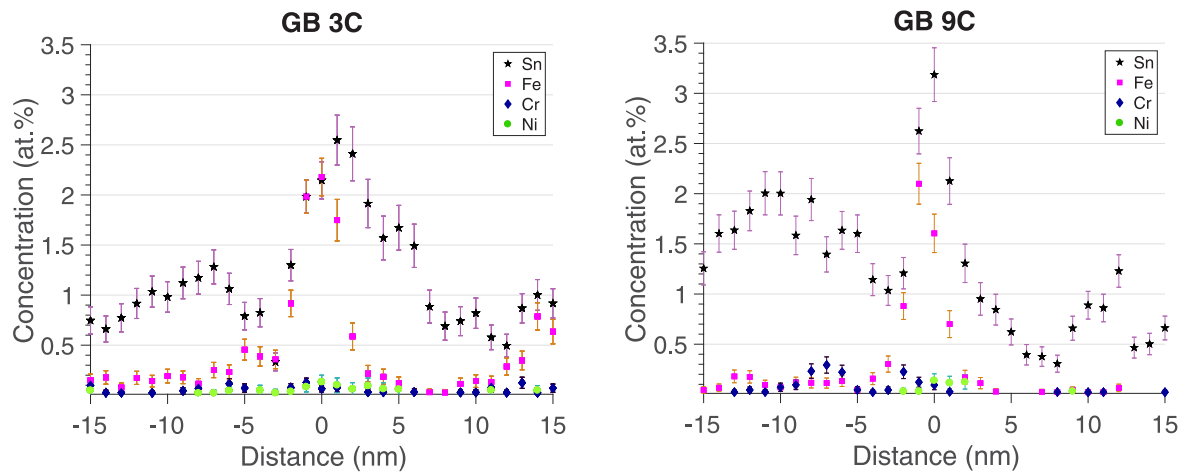 GB 3C
3.5
3
2.5
2
1.5
1
0.5
Concentration (at.%)
Sn
Fe
Cr
Ni
-15 -10 -5 0 5 10 15
Distance (nm)
GB 9C
3.5
3
2.5
2
1.5
1
0.5
Concentration (at.%)
Sn
Fe
Cr
Ni
-15 -10 -5 0 5 10 15
Distance (nm)